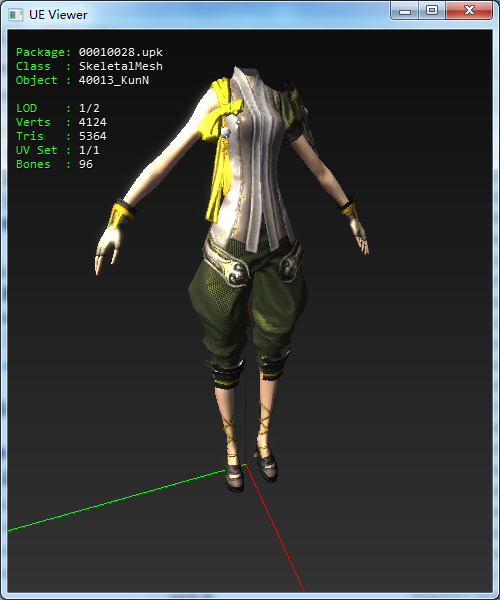 UE Viewer
Package: 00010028.upk
Class : SkeletalMesh
Object : 40013_KunN
LOD : 1/2
Verts : 4124
Tris : 5364
UV Set : 1/1
Bones : 96